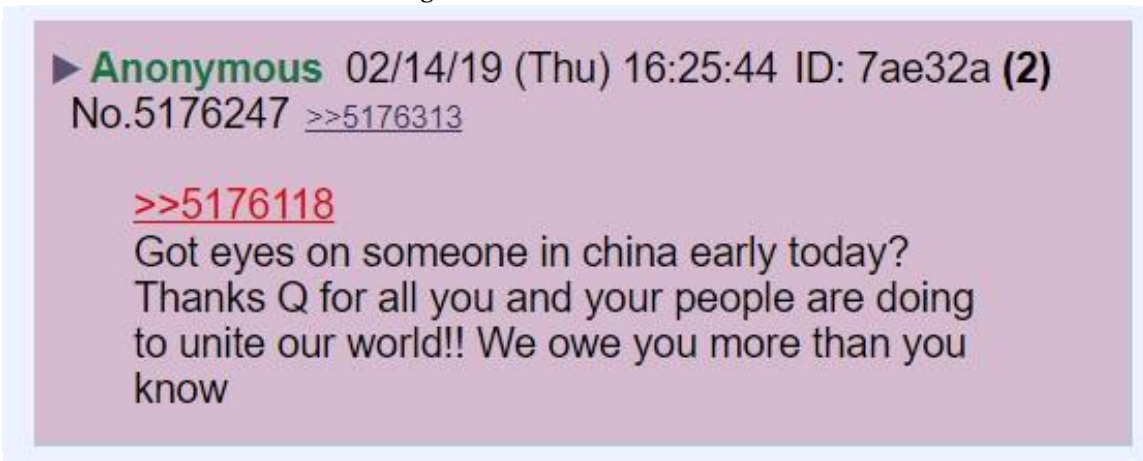 ▶ Anonymous 02/14/19 (Thu) 16:25:44 ID: 7ae32a (2)
No.5176247 >>5176313
>>5176118
Got eyes on someone in china early today?
Thanks Q for all you and your people are doing
to unite our world!! We owe you more than you
know